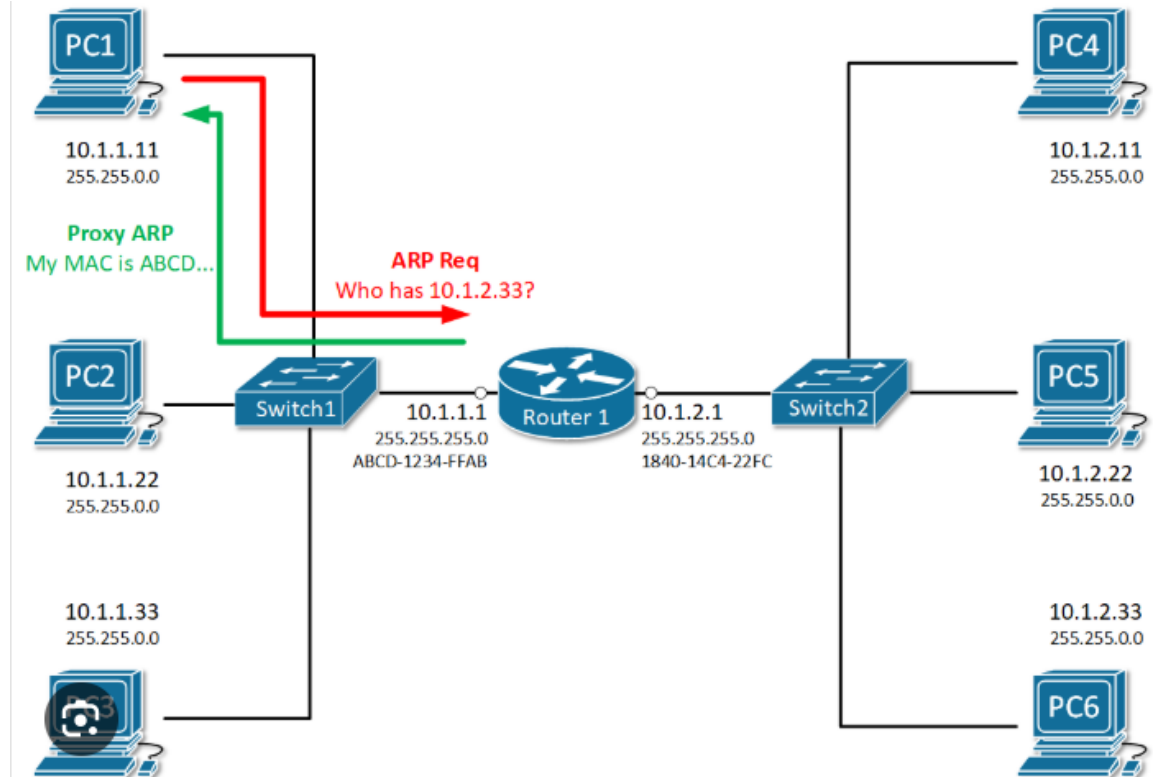 PC1
10.1.1.11
255.255.0.0
Proxy ARP
My MAC is ABCD...
ARP Req
Who has 10.1.2.33?
PC4
10.1.2.11
255.255.0.0
PC2
10.1.1.22
255.255.0.0
Switch1
10.1.1.1
255.255.255.0
ABCD-1234-FFAB
Router 1
10.1.2.1
255.255.255.0
1840-14C4-22FC
Switch2
PC5
10.1.2.22
255.255.0.0
10.1.1.33
255.255.0.0
PC3
10.1.2.33
255.255.0.0
PC6